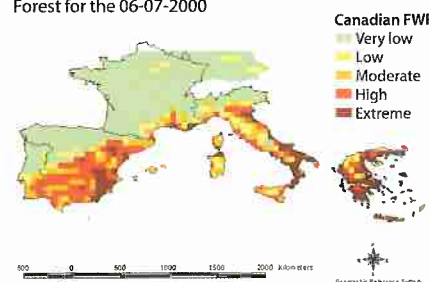 Forest for the 06-07-2000
Canadian FWI
Very low
Low
Moderate
High
Extreme
500 0 500 1000 1500 2000 Kilometers